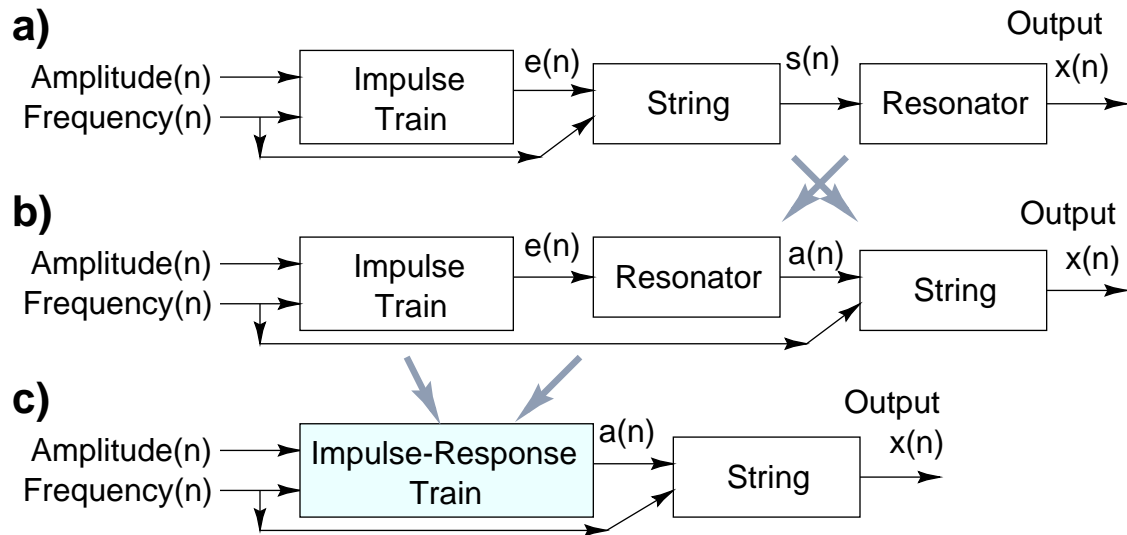 a)
Amplitude(n)
Frequency(n)
Impulse
Train
e(n)
String
s(n)
Resonator
Output
x(n)
b)
Amplitude(n)
Frequency(n)
Impulse
Train
e(n)
Resonator
a(n)
String
Output
x(n)
c)
Amplitude(n)
Frequency(n)
Impulse-Response
Train
a(n)
String
Output
x(n)